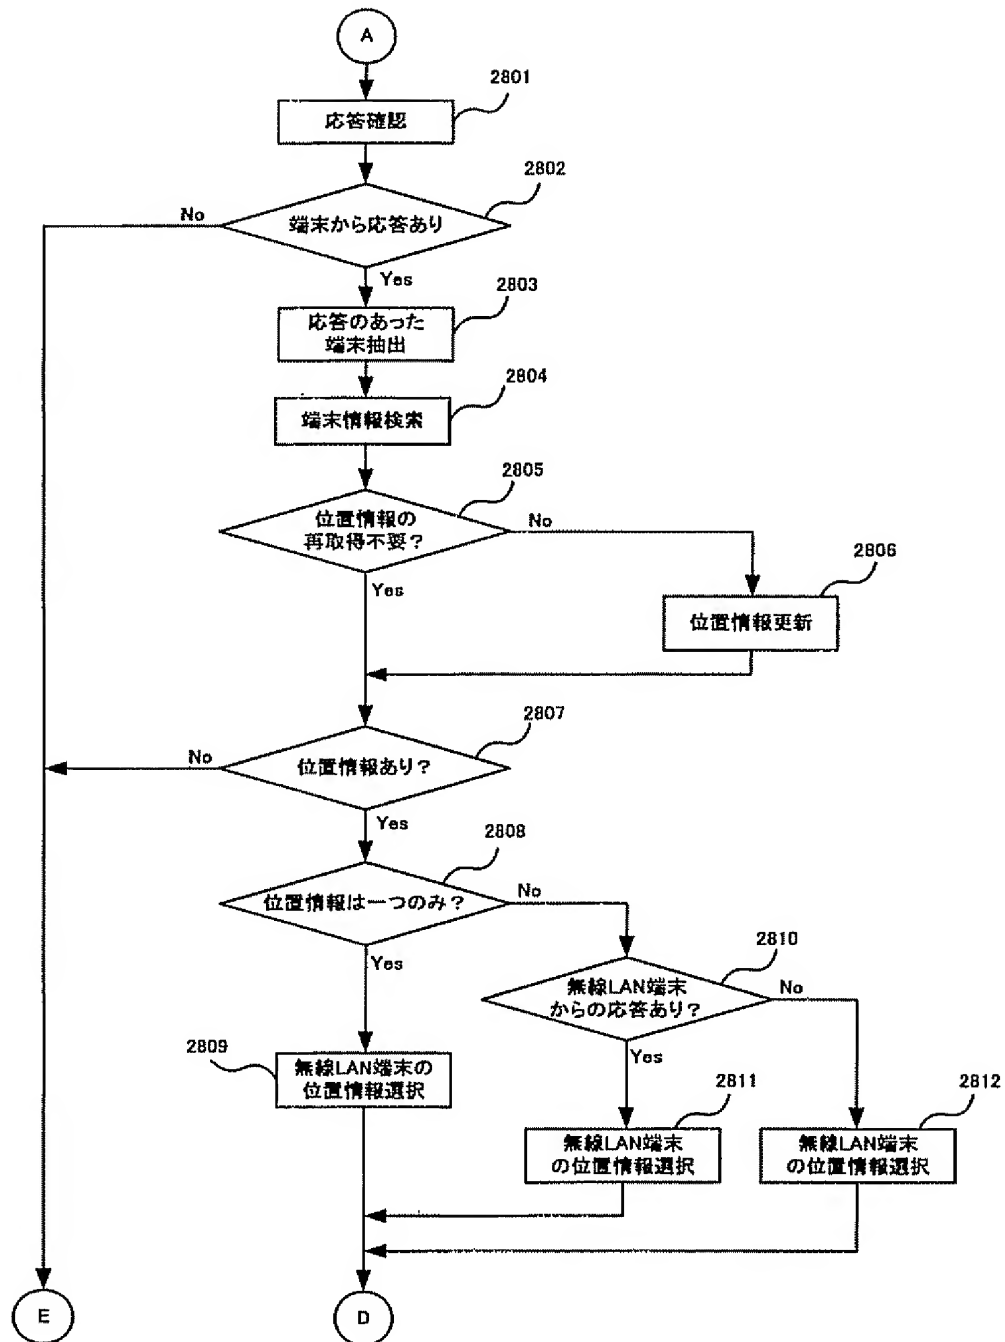 A
2801
応答確認
2802
No
端末から応答あり
Yes
2803
応答のあった
端末抽出
2804
端末情報検索
2805
位置情報の
再取得不要？
No
Yes
2806
位置情報更新
2807
No
位置情報あり？
Yes
2808
位置情報は一つのみ？
No
Yes
2810
無線LAN端末
からの応答あり？
No
Yes
2809
無線LAN端末の
位置情報選択
2811
無線LAN端末
の位置情報選択
2812
無線LAN端末
の位置情報選択
E
D